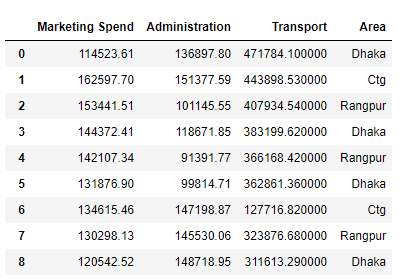 Marketing Spend Administration Transport Area
0 114523.61 136897.80 471784.100000 Dhaka
1 162597.70 151377.59 443898.530000 Ctg
2 153441.51 101145.55 407934.540000 Rangpur
3 144372.41 118671.85 383199.620000 Dhaka
4 142107.34 91391.77 366168.420000 Rangpur
5 131876.90 99814.71 362861.360000 Dhaka
6 134615.46 147198.87 127716.820000 Ctg
7 130298.13 145530.06 323876.680000 Rangpur
8 120542.52 148718.95 311613.290000 Dhaka